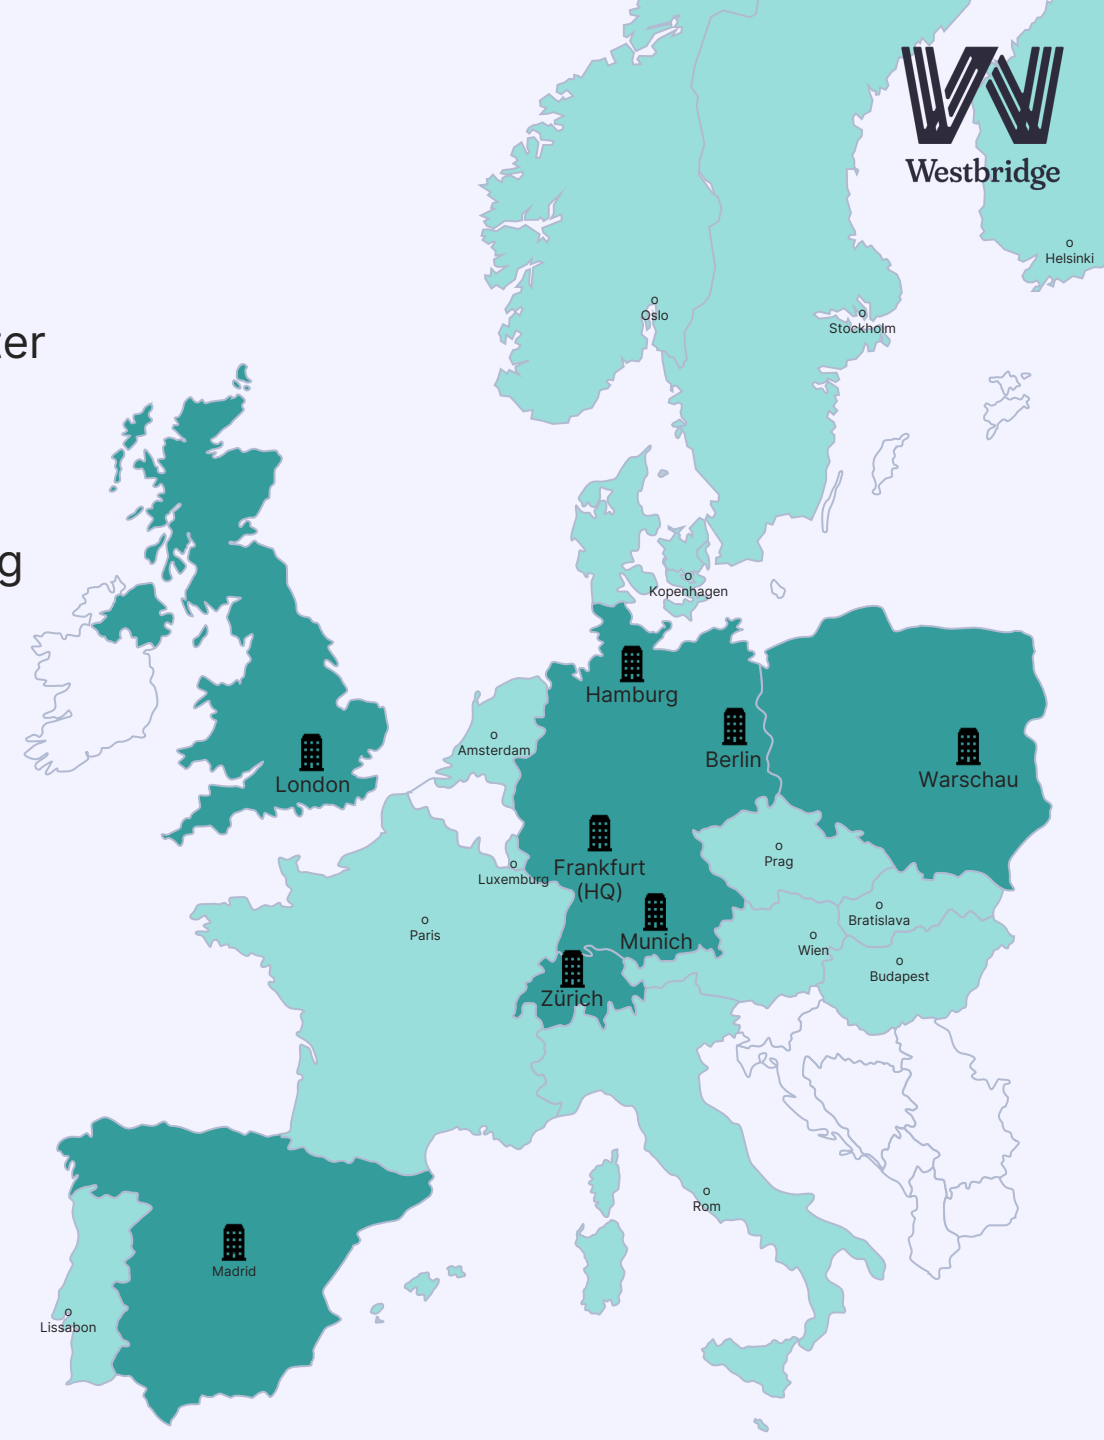 Westbridge
Helsinki
Oslo
Stockholm
ter
g
Kopenhagen
Hamburg
Amsterdam
Berlin
London
Warschau
Prag
Frankfurt
(HQ)
Luxemburg
Paris
Munich
Bratislava
Wien
Budapest
Zürich
Rom
Madrid
Lissabon